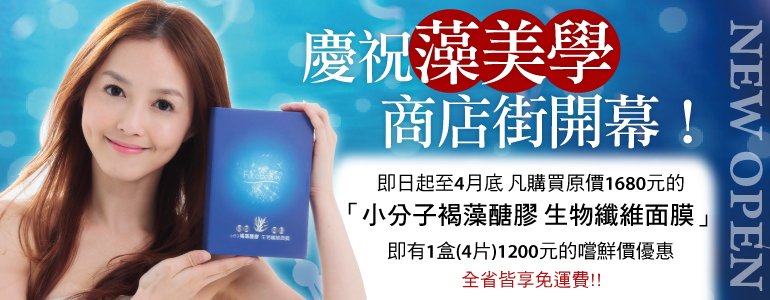 慶祝藻美學
商店街開幕！
即日起至4月底 凡購買原價1680元的
「小分子褐藻醣膠 生物纖維面膜」
即有1盒(4片)1200元的嚐鮮價優惠
全省皆享免運費!!
NEW OPEN